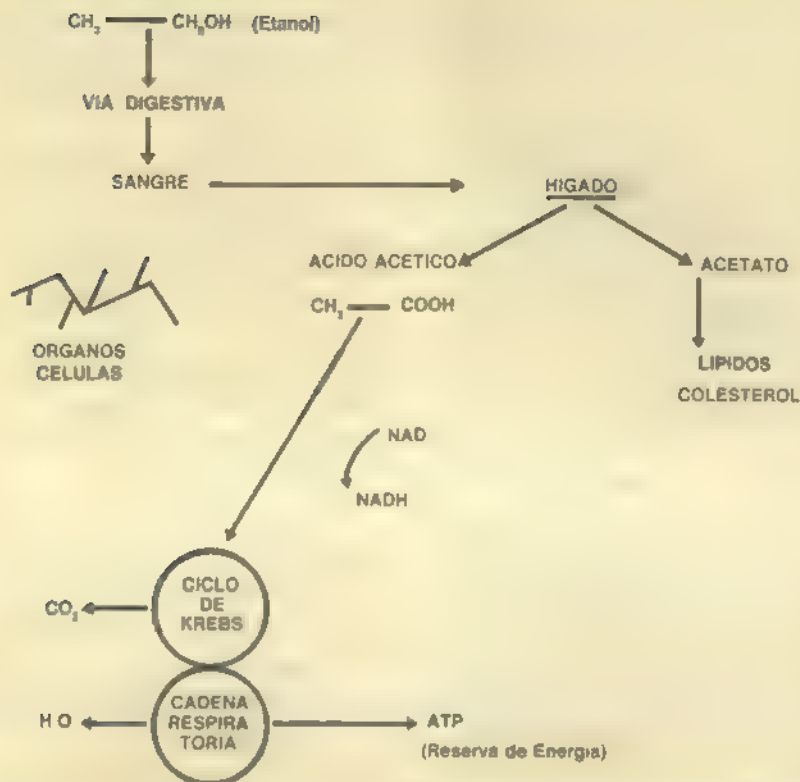 CH₃ — CH₂OH (Etanol)
VIA DIGESTIVA
SANGRE
HIGADO
ACIDO ACETICO
ACETATO
CH₃ — COOH
ORGANOS
CELULAS
LIPIDOS
COLESTEROL
NAD
NADH
CICLO
DE
KREBS
CO₂
CADENA
RESPIRA
TORIA
H O
ATP
(Reserva de Energia)